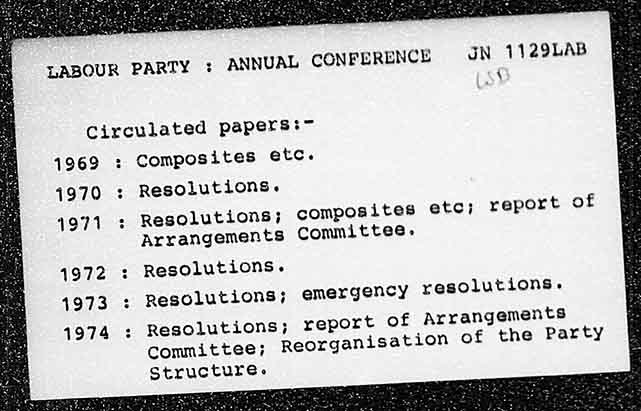 LABOUR PARTY : ANNUAL CONFERENCE JN 1129LAB
LSB
Circulated papers:-
1969 : Composites etc.
1970 : Resolutions.
1971 : Resolutions; composites etc; report of
Arrangements Committee.
1972 : Resolutions.
1973 : Resolutions; emergency resolutions.
1974 : Resolutions; report of Arrangements
Committee; Reorganisation of the Party
Structure.